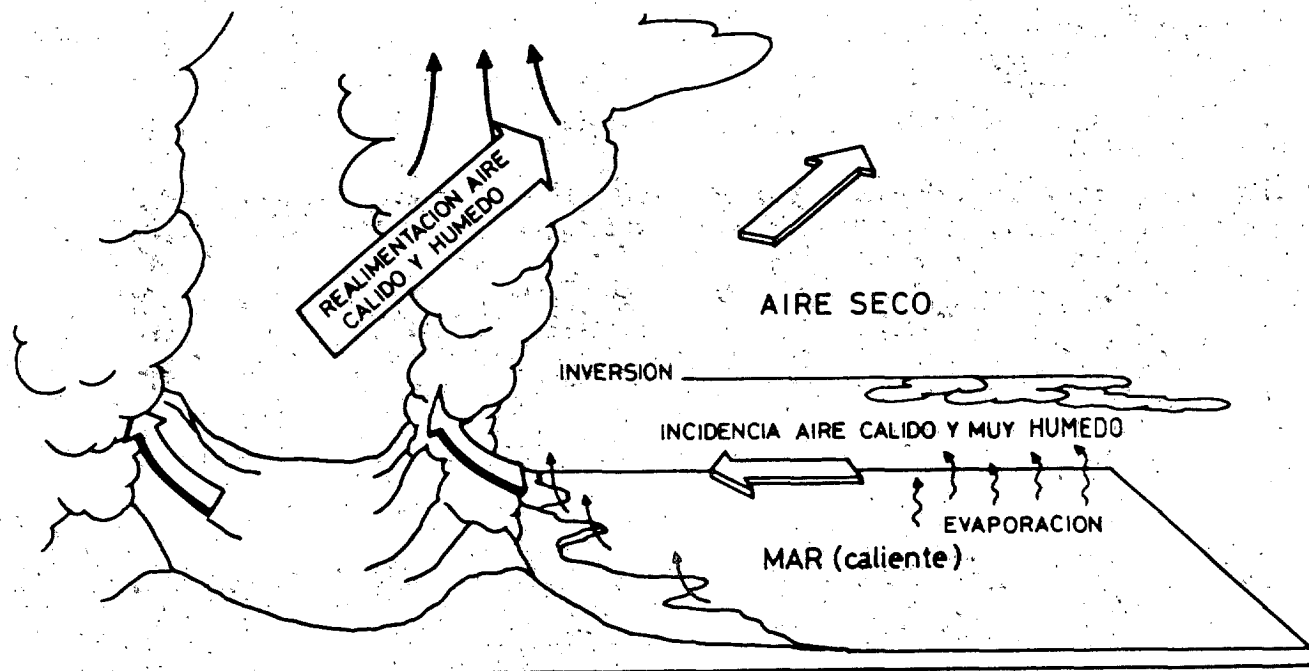 REALIMENTACION AIRE
CALIDO Y HUMEDO
AIRE SECO
INVERSION
INCIDENCIA AIRE CALIDO Y MUY HUMEDO
EVAPORACION
MAR (caliente)